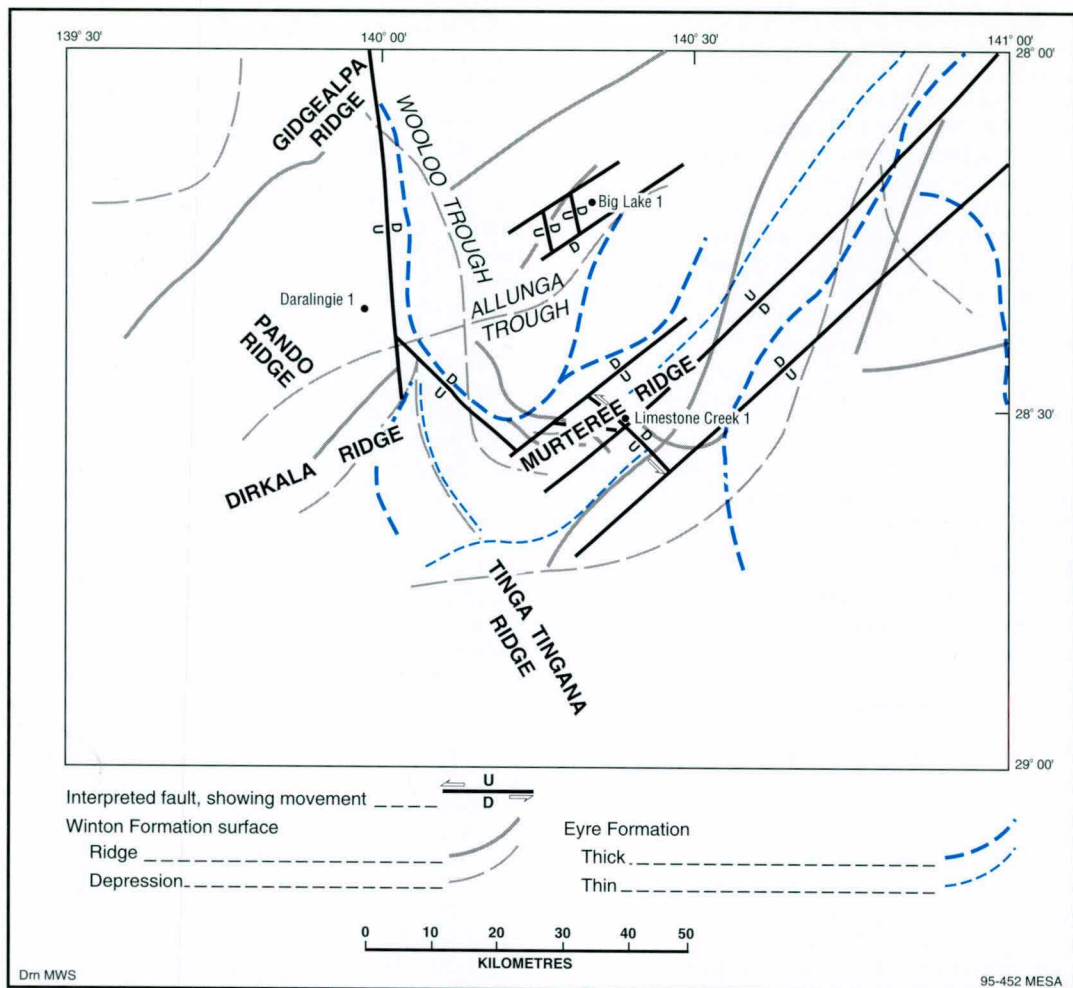 139° 30'
140° 00'
140° 30'
141° 00'
28° 00'
GIDGEALPA
RIDGE
WOOLOO TROUGH
Big Lake 1
U
D
U
D
U
D
D
U
Daralingie 1
ALLUNGA
TROUGH
PANDO
RIDGE
U
D
D
U
D
U
D
U
28° 30'
MURTEREE RIDGE
Limestone Creek 1
D
U
DIRKALA RIDGE
TINGA TINGANA
RIDGE
29° 00'
U
Interpreted fault, showing movement
D
Winton Formation surface
Ridge
Depression
Eyre Formation
Thick
Thin
0 10 20 30 40 50
KILOMETRES
Drn MWS
95-452 MESA